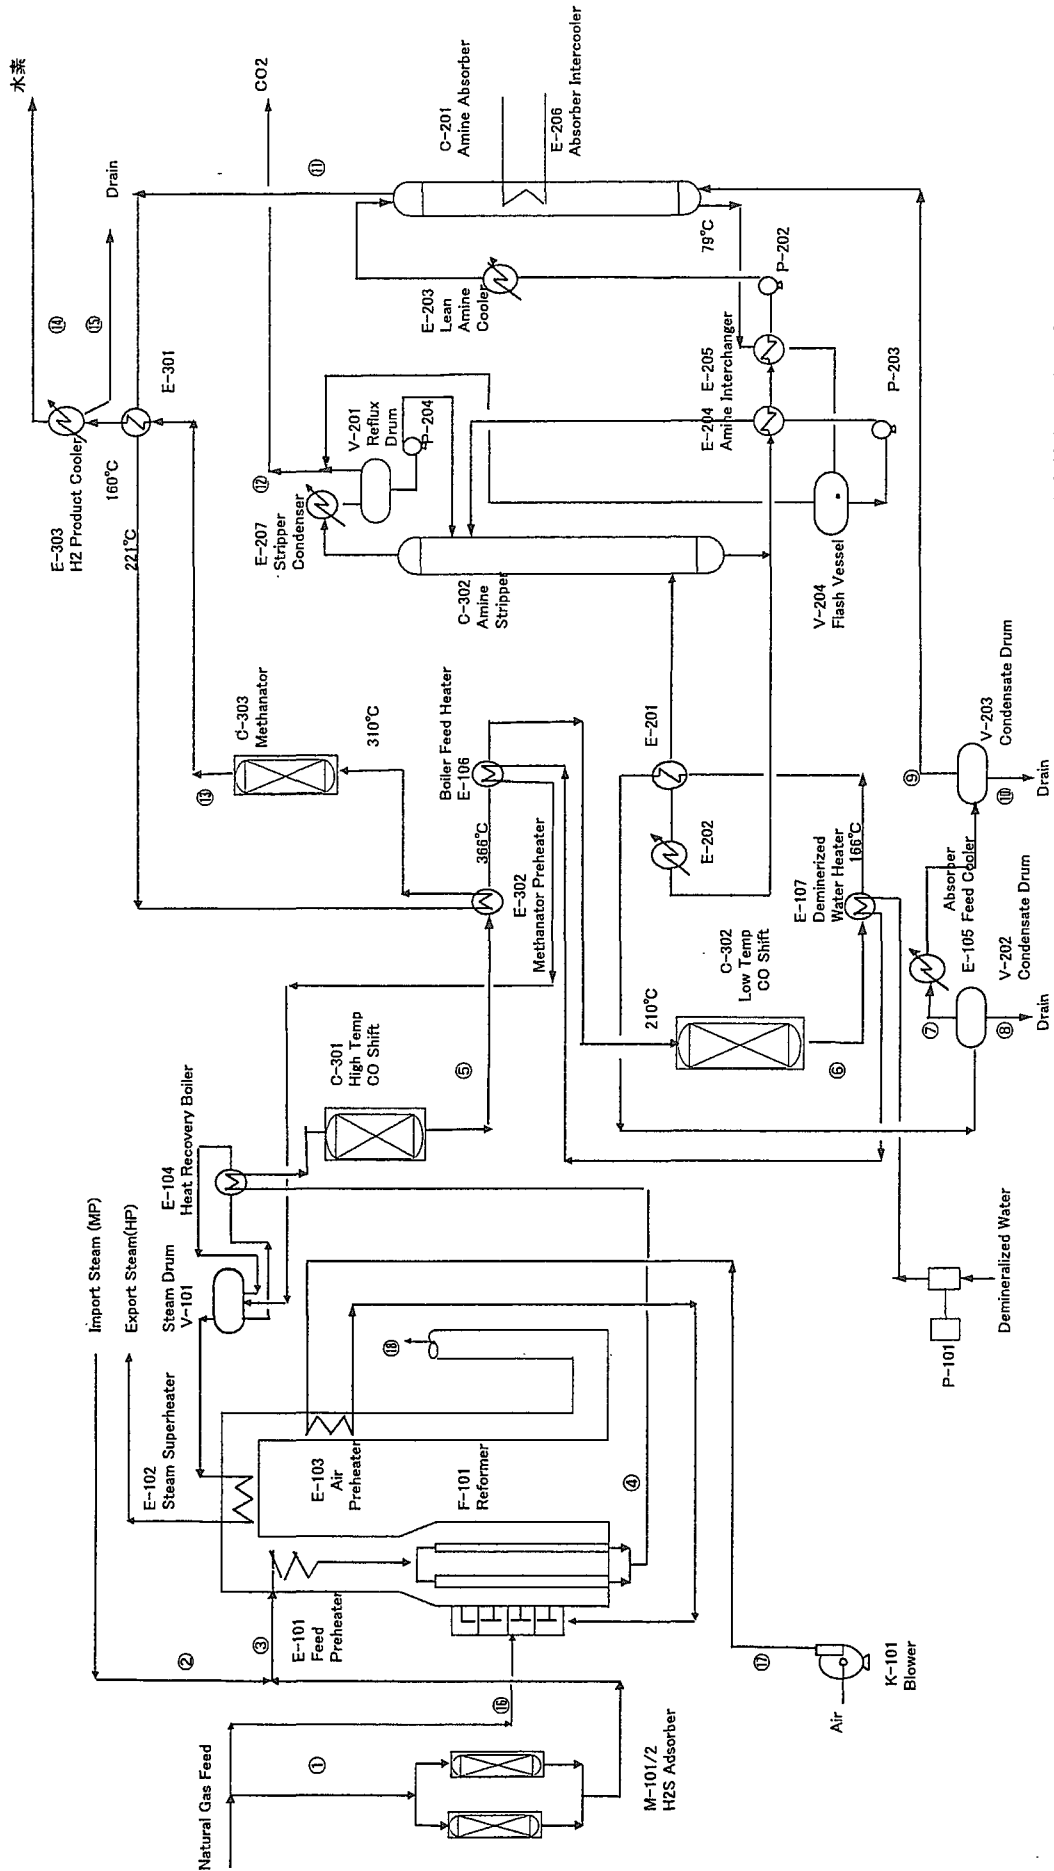 Natural Gas Feed
①
⑯
M-101/2
H2S Adsorber
Import Steam (MP)
Export Steam(HP)
②
③
E-101
Feed
Preheater
E-102
Steam Superheater
E-103
Air
Preheater
F-101
Reformer
④
⑰
Air
K-101
Blower
⑱
Steam Drum
V-101
E-104
Heat Recovery Boiler
C-301
High Temp
CO Shift
⑤
P-101
Demineralized Water
E-302
Methanator Preheater
366°C
Boiler Feed Heater
E-106
210°C
C-302
Low Temp
CO Shift
⑥
E-107
Deminerized
Water Heater
166°C
E-201
E-202
⑦
⑧
Drain
Absorber
E-105 Feed Cooler
V-202
Condensate Drum
⑨
⑩
Drain
V-203
Condensate Drum
C-303
Methanator
⑬
310°C
E-303
H2 Product Cooler
221°C
160°C
E-301
⑭
⑮
水素
Drain
CO2
⑪
⑫
E-207
Stripper
Condenser
V-201
Reflux
Drum
P-204
C-302
Amine
Stripper
V-204
Flash Vessel
E-204
E-205
Amine Interchanger
P-203
P-202
E-203
Lean
Amine
Cooler
79°C
C-201
Amine Absorber
E-206
Absorber Intercooler